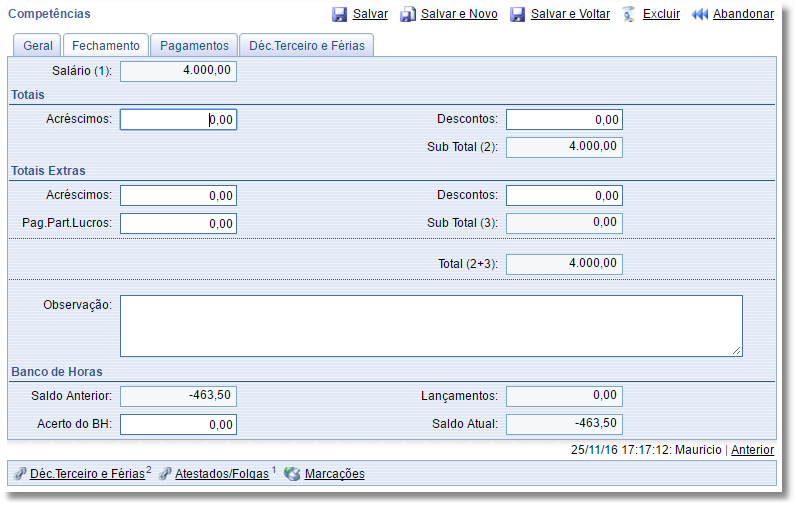 Competências Salvar Salvar e Novo Salvar e Voltar Excluir Abandonar
Geral Fechamento Pagamentos Déc.Terceiro e Férias
Salário (1): 4.000,00
Totais
Acréscimos: 0,00 Descontos: 0,00
Sub Total (2): 4.000,00
Totais Extras
Acréscimos: 0,00 Descontos: 0,00
Pag.Part.Lucros: 0,00 Sub Total (3): 0,00
Total (2+3): 4.000,00
Observação:
Banco de Horas
Saldo Anterior: -463,50 Lançamentos: 0,00
Acerto do BH: 0,00 Saldo Atual: -463,50
25/11/16 17:17:12: Mauricio | Anterior
Déc.Terceiro e Férias 2 Atestados/Folgas 1 Marcações